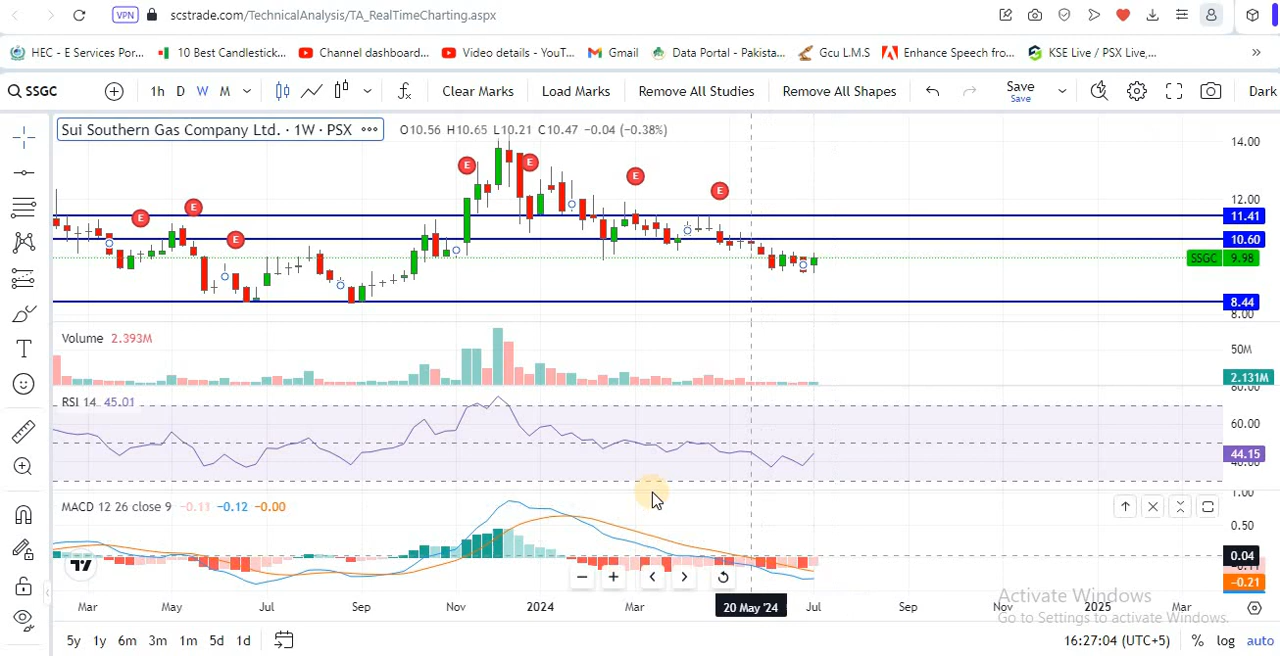 VPN scstrade.com/TechnicalAnalysis/TA_RealTimeCharting.aspx
HEC - E Services Por... 10 Best Candlestick... Channel dashboard... Video details - YouT... Gmail Data Portal - Pakista... Gcu L.M.S Enhance Speech fro... KSE Live / PSX Live,... »
SSGC 1h D W M Clear Marks Load Marks Remove All Studies Remove All Shapes Save Dark
Save
Sui Southern Gas Company Ltd. · 1W · PSX O10.56 H10.65 L10.21 C10.47 -0.04 (-0.38%)
14.00
E E E E
12.00
E E 11.41
E 10.60
SSGC 9.98
8.44
8.00
Volume 2.393M
50M
2.131M
80.00
RSI 14 45.01
60.00
44.15
40.00
1.00
MACD 12 26 close 9 -0.11 -0.12 -0.00
0.50
0.04
-0.11
-0.21
Mar May Jul Sep Nov 2024 Mar 20 May '24 Jul Sep Nov 2025 Mar
Activate Windows
Go to Settings to activate Windows.
5y 1y 6m 3m 1m 5d 1d 16:27:04 (UTC+5) % log auto